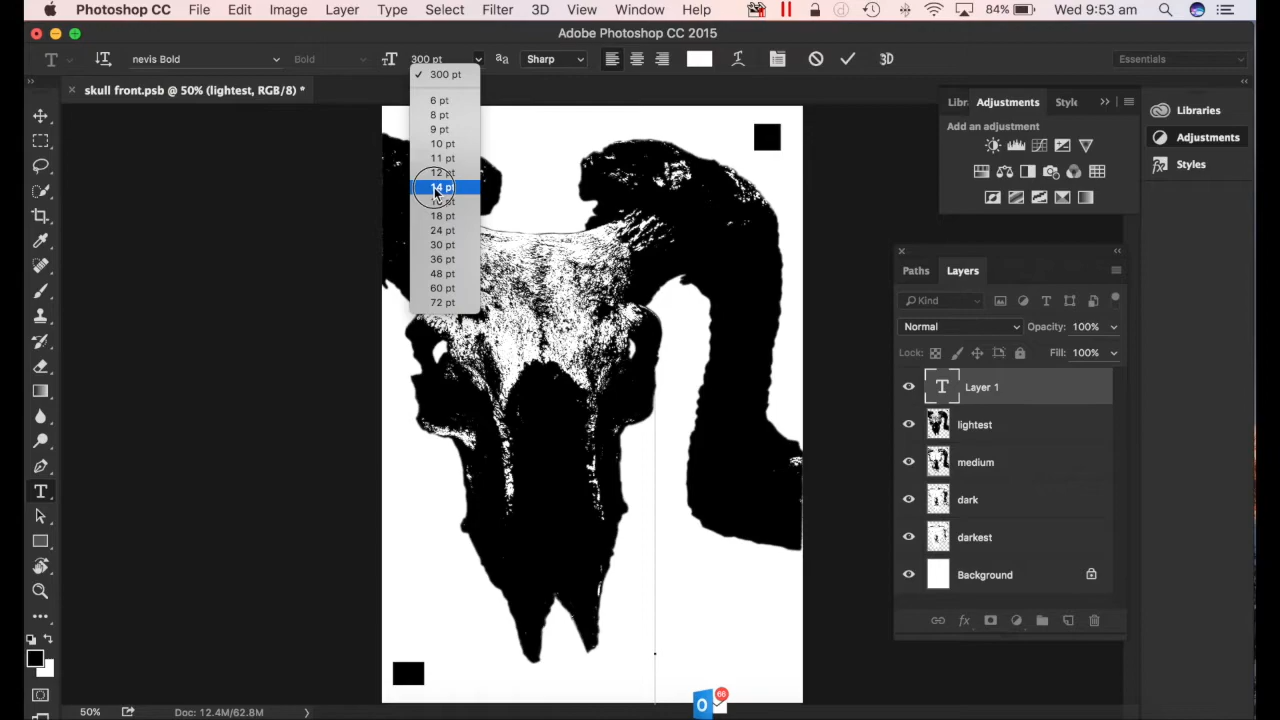 Photoshop CC File Edit Image Layer Type Select Filter 3D View Window Help 84% Wed 9:53 am
Adobe Photoshop CC 2015
nevis Bold Bold 300 pt Sharp 3D Essentials
skull front.psb @ 50% (lightest, RGB/8) *
300 pt
6 pt
8 pt
9 pt
10 pt
11 pt
12 pt
14 pt
18 pt
24 pt
30 pt
36 pt
48 pt
60 pt
72 pt
Adjustments
Add an adjustment
Libraries
Adjustments
Styles
Paths Layers
Kind
Normal Opacity: 100%
Lock: Fill: 100%
T Layer 1
lightest
medium
dark
darkest
Background
66
50% Doc: 12.4M/62.8M